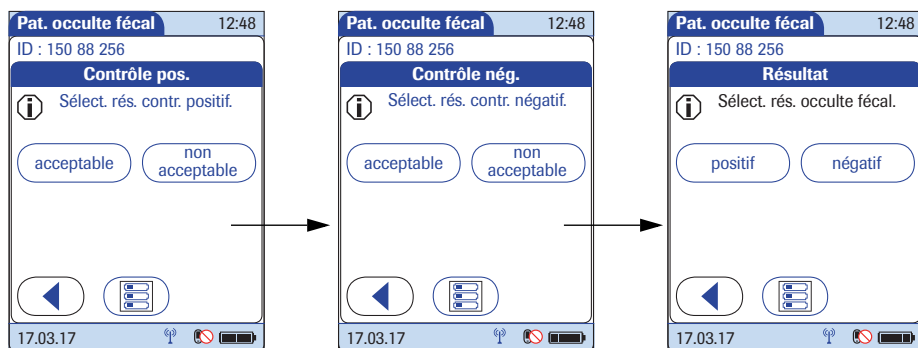 Pat. occulte fécal 12:48
ID : 150 88 256
Contrôle pos.
Sélect. rés. contr. positif.
acceptable
non
acceptable
17.03.17
Pat. occulte fécal 12:48
ID : 150 88 256
Contrôle nég.
Sélect. rés. contr. négatif.
acceptable
non
acceptable
17.03.17
Pat. occulte fécal 12:48
ID : 150 88 256
Résultat
Sélect. rés. occulte fécal.
positif
négatif
17.03.17